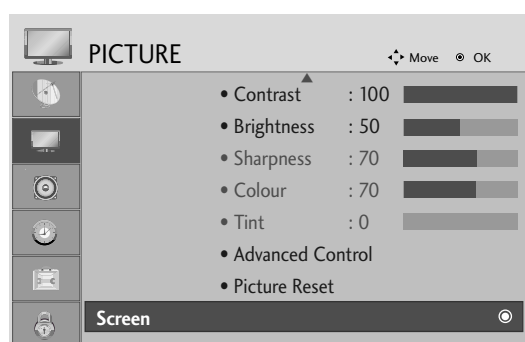 PICTURE Move OK
• Contrast : 100
• Brightness : 50
• Sharpness : 70
• Colour : 70
• Tint : 0
• Advanced Control
• Picture Reset
Screen